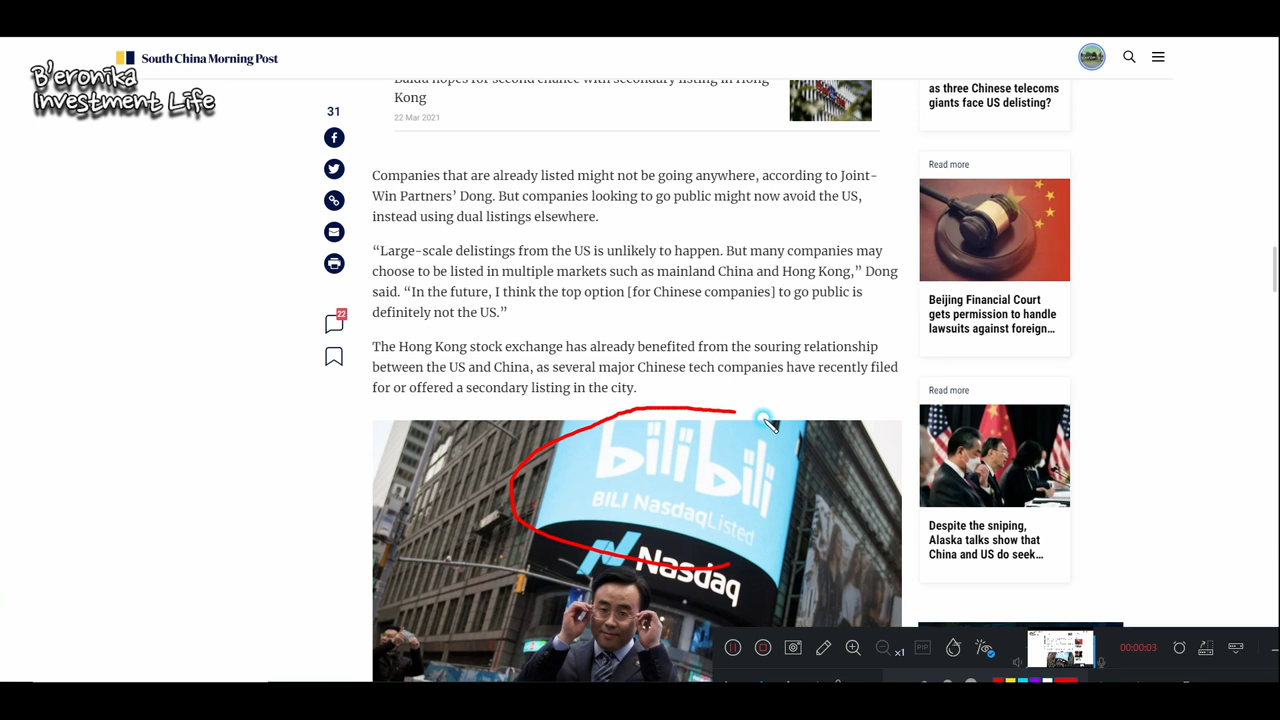 South China Morning Post
B'eronika
Investment Life
31
Baidu hopes for second chance with secondary listing in Hong
Kong
22 Mar 2021
Companies that are already listed might not be going anywhere, according to Joint-
Win Partners’ Dong. But companies looking to go public might now avoid the US,
instead using dual listings elsewhere.
“Large-scale delistings from the US is unlikely to happen. But many companies may
choose to be listed in multiple markets such as mainland China and Hong Kong,” Dong
said. “In the future, I think the top option [for Chinese companies] to go public is
definitely not the US.”
22
The Hong Kong stock exchange has already benefited from the souring relationship
between the US and China, as several major Chinese tech companies have recently filed
for or offered a secondary listing in the city.
bilibili
BILI Nasdaq Listed
Nasdaq
as three Chinese telecoms
giants face US delisting?
Read more
Beijing Financial Court
gets permission to handle
lawsuits against foreign...
Read more
Despite the sniping,
Alaska talks show that
China and US do seek...
x1
PIP
00:00:03